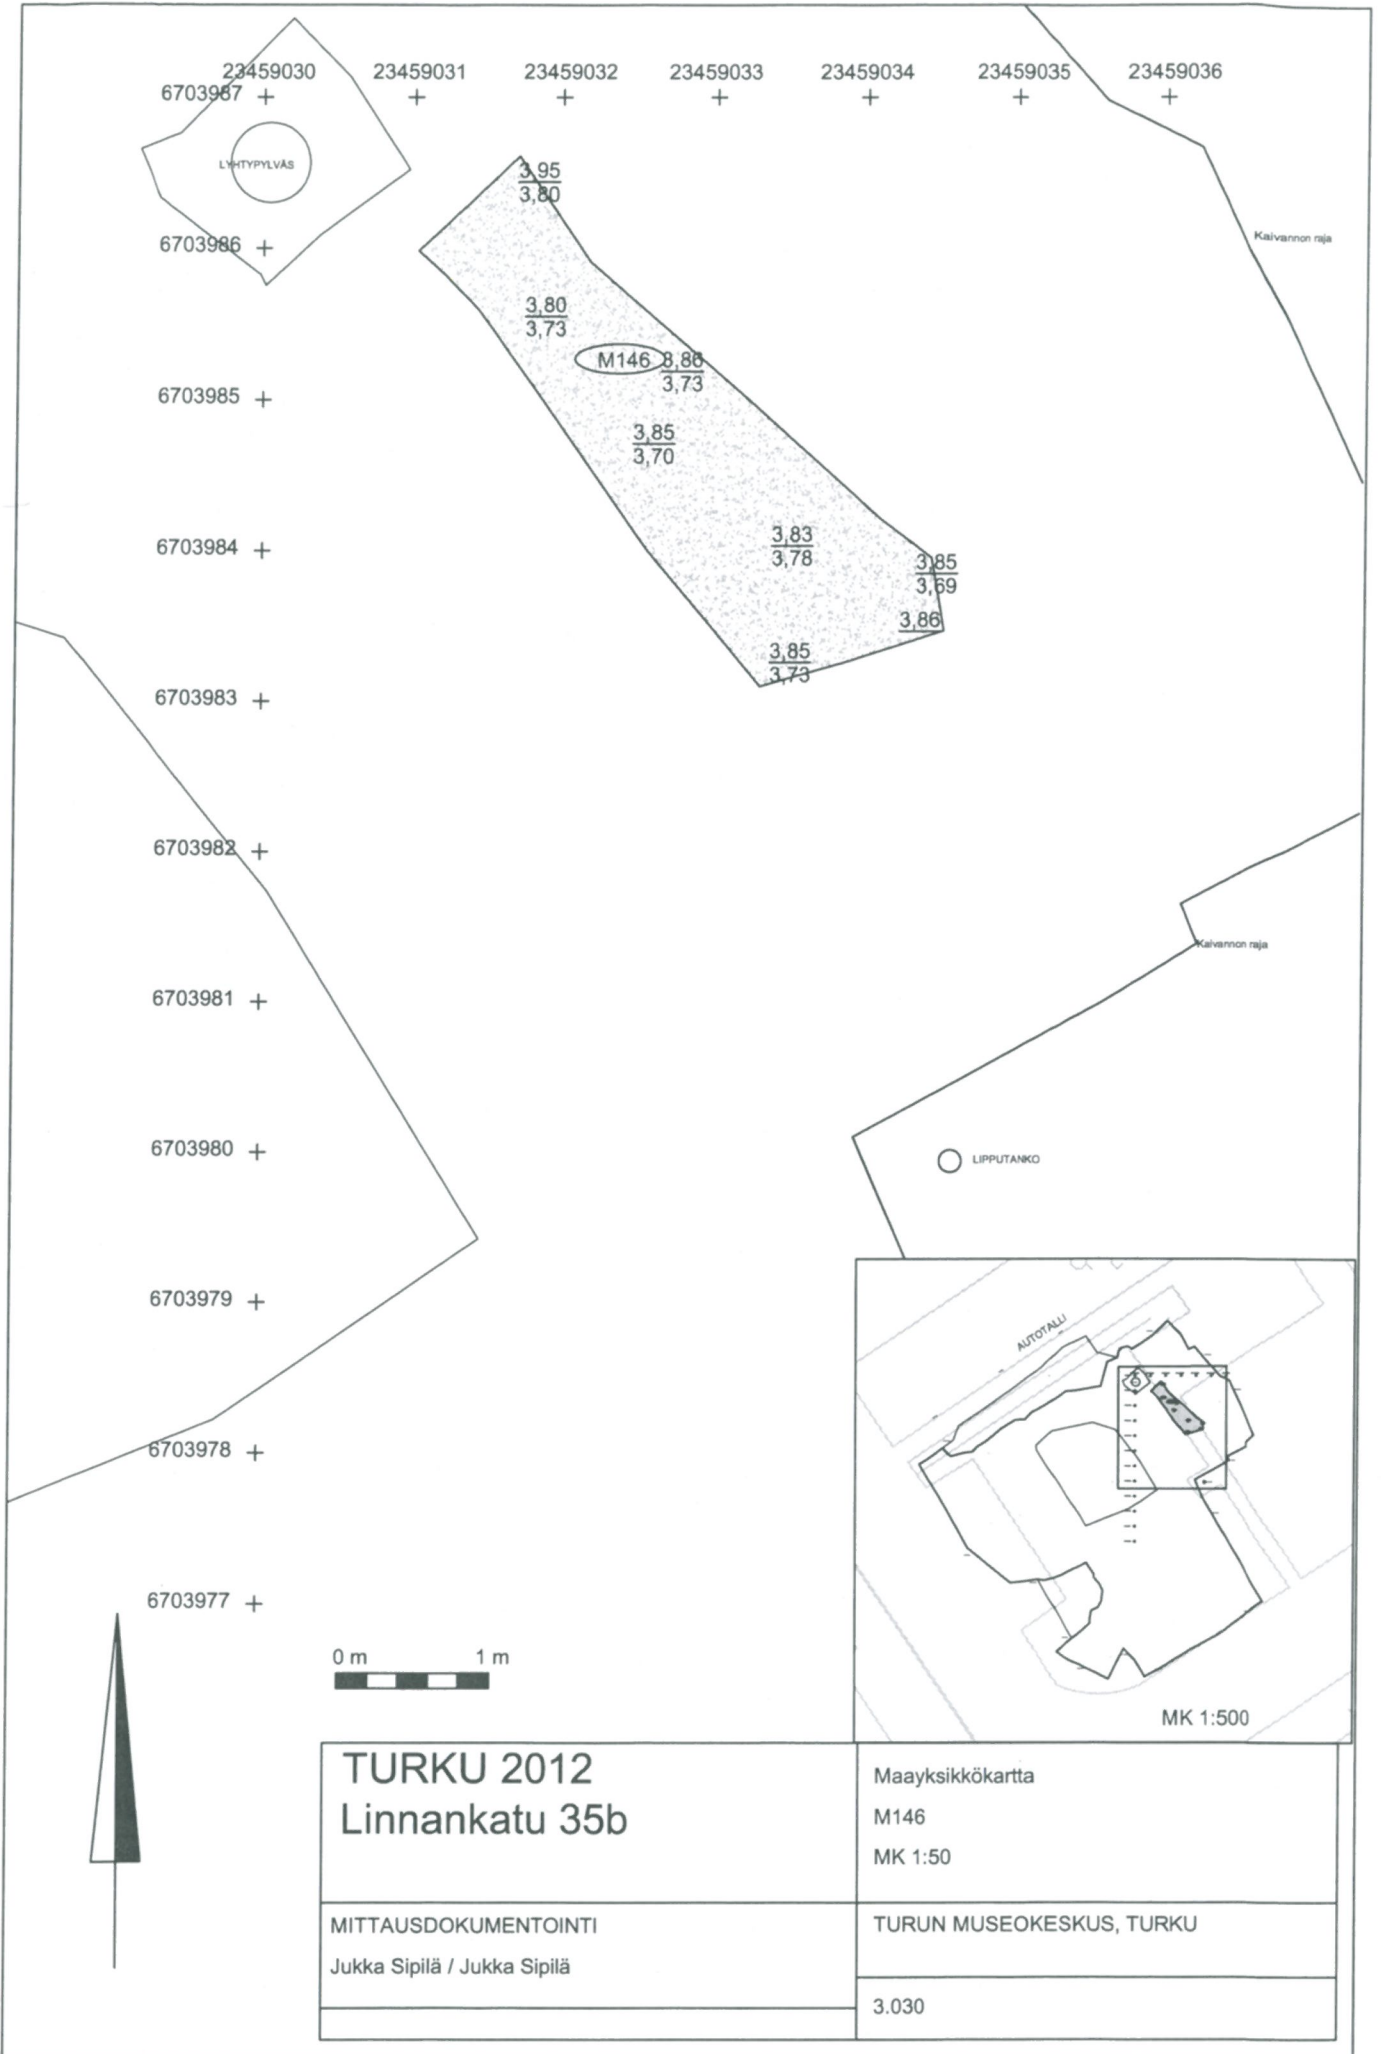 23459030 23459031 23459032 23459033 23459034 23459035 23459036
6703987
LYHTYPYLVÄS
3,95
3,80
Kaivannon raja
6703986
3,80
3,73
M146
3,86
3,73
6703985
3,85
3,70
6703984
3,83
3,78
3,85
3,69
3,86
3,85
3,73
6703983
6703982
Kaivannon raja
6703981
6703980
LIPPUTANKO
6703979
AUTOTALLI
6703978
6703977
0 m 1 m
MK 1:500
TURKU 2012
Linnankatu 35b
Maayksikkökartta
M146
MK 1:50
MITTAUSDOKUMENTOINTI
Jukka Sipilä / Jukka Sipilä
TURUN MUSEOKESKUS, TURKU
3.030